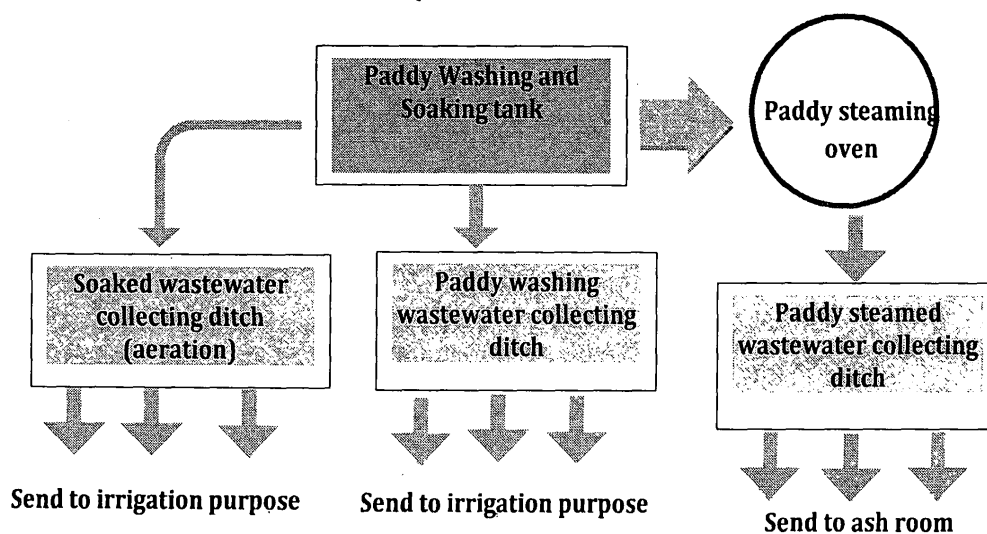 Paddy Washing and
Soaking tank
Paddy steaming
oven
Soaked wastewater
collecting ditch
(aeration)
Paddy washing
wastewater collecting
ditch
Paddy steamed
wastewater collecting
ditch
Send to irrigation purpose
Send to irrigation purpose
Send to ash room